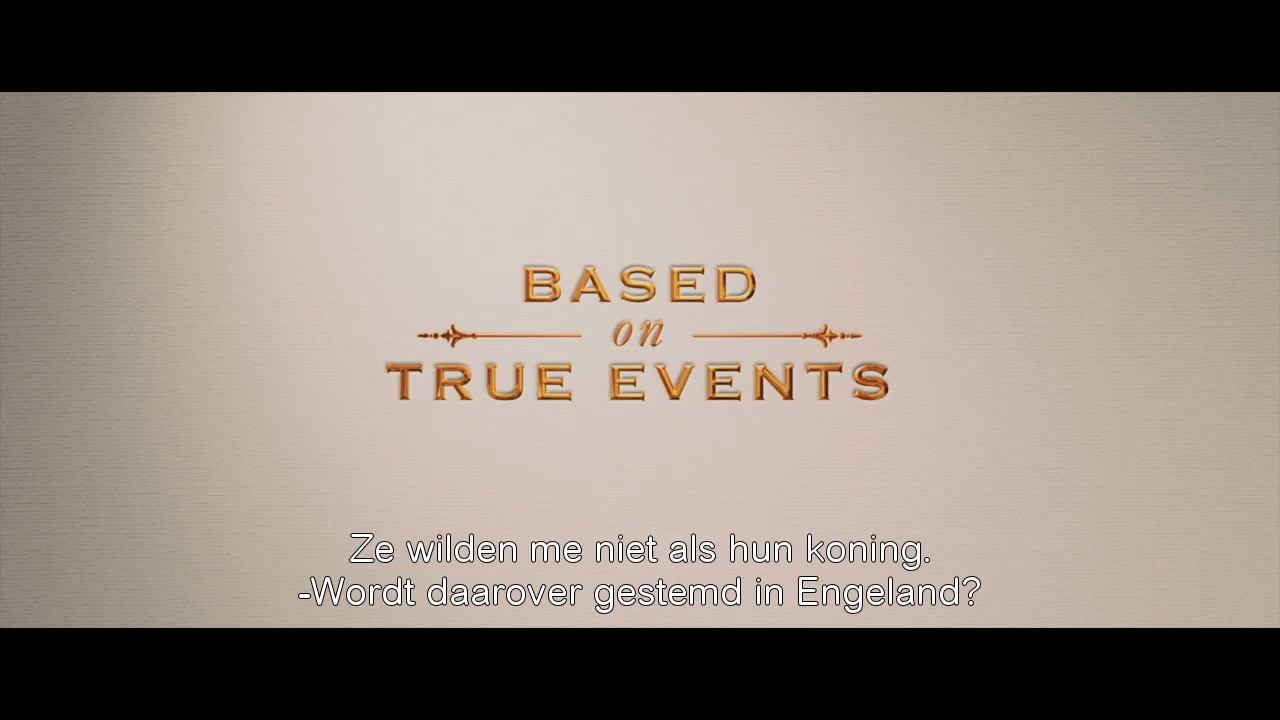 BASED
on
TRUE EVENTS
Ze wilden me niet als hun koning.
-Wordt daarover gestemd in Engeland?